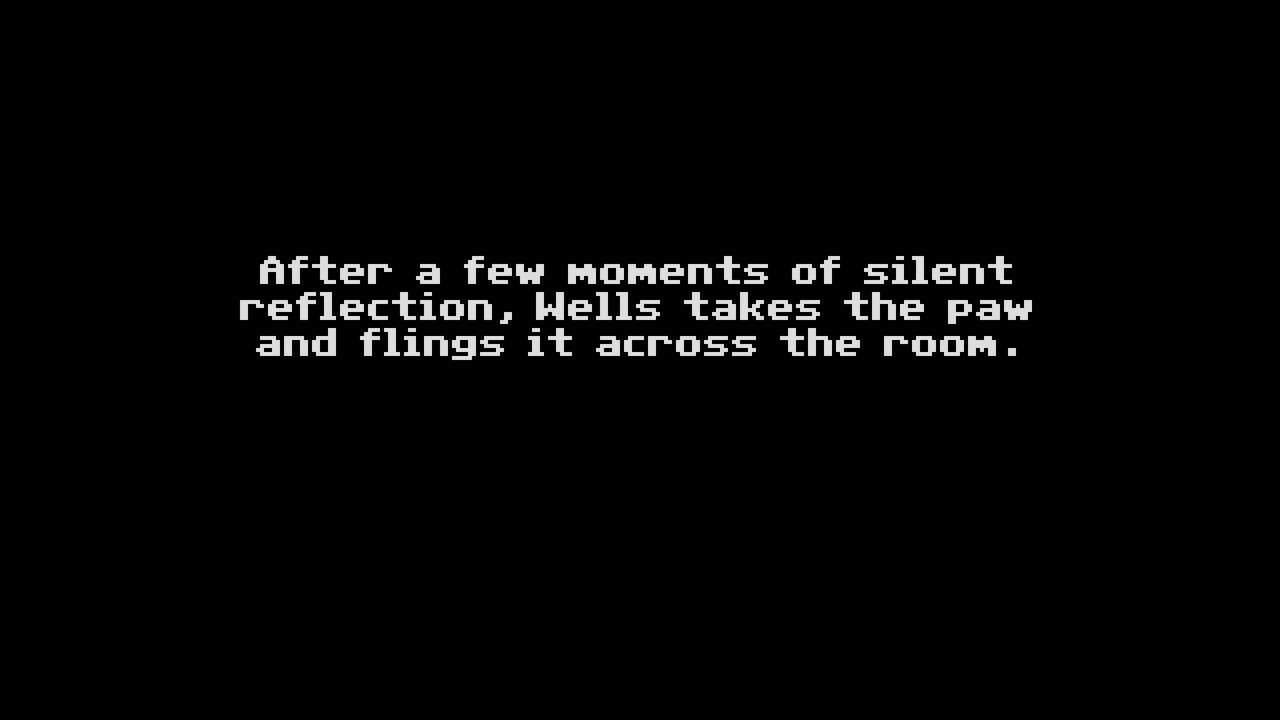 After a few moments of silent
reflection, Wells takes the paw
and flings it across the room.